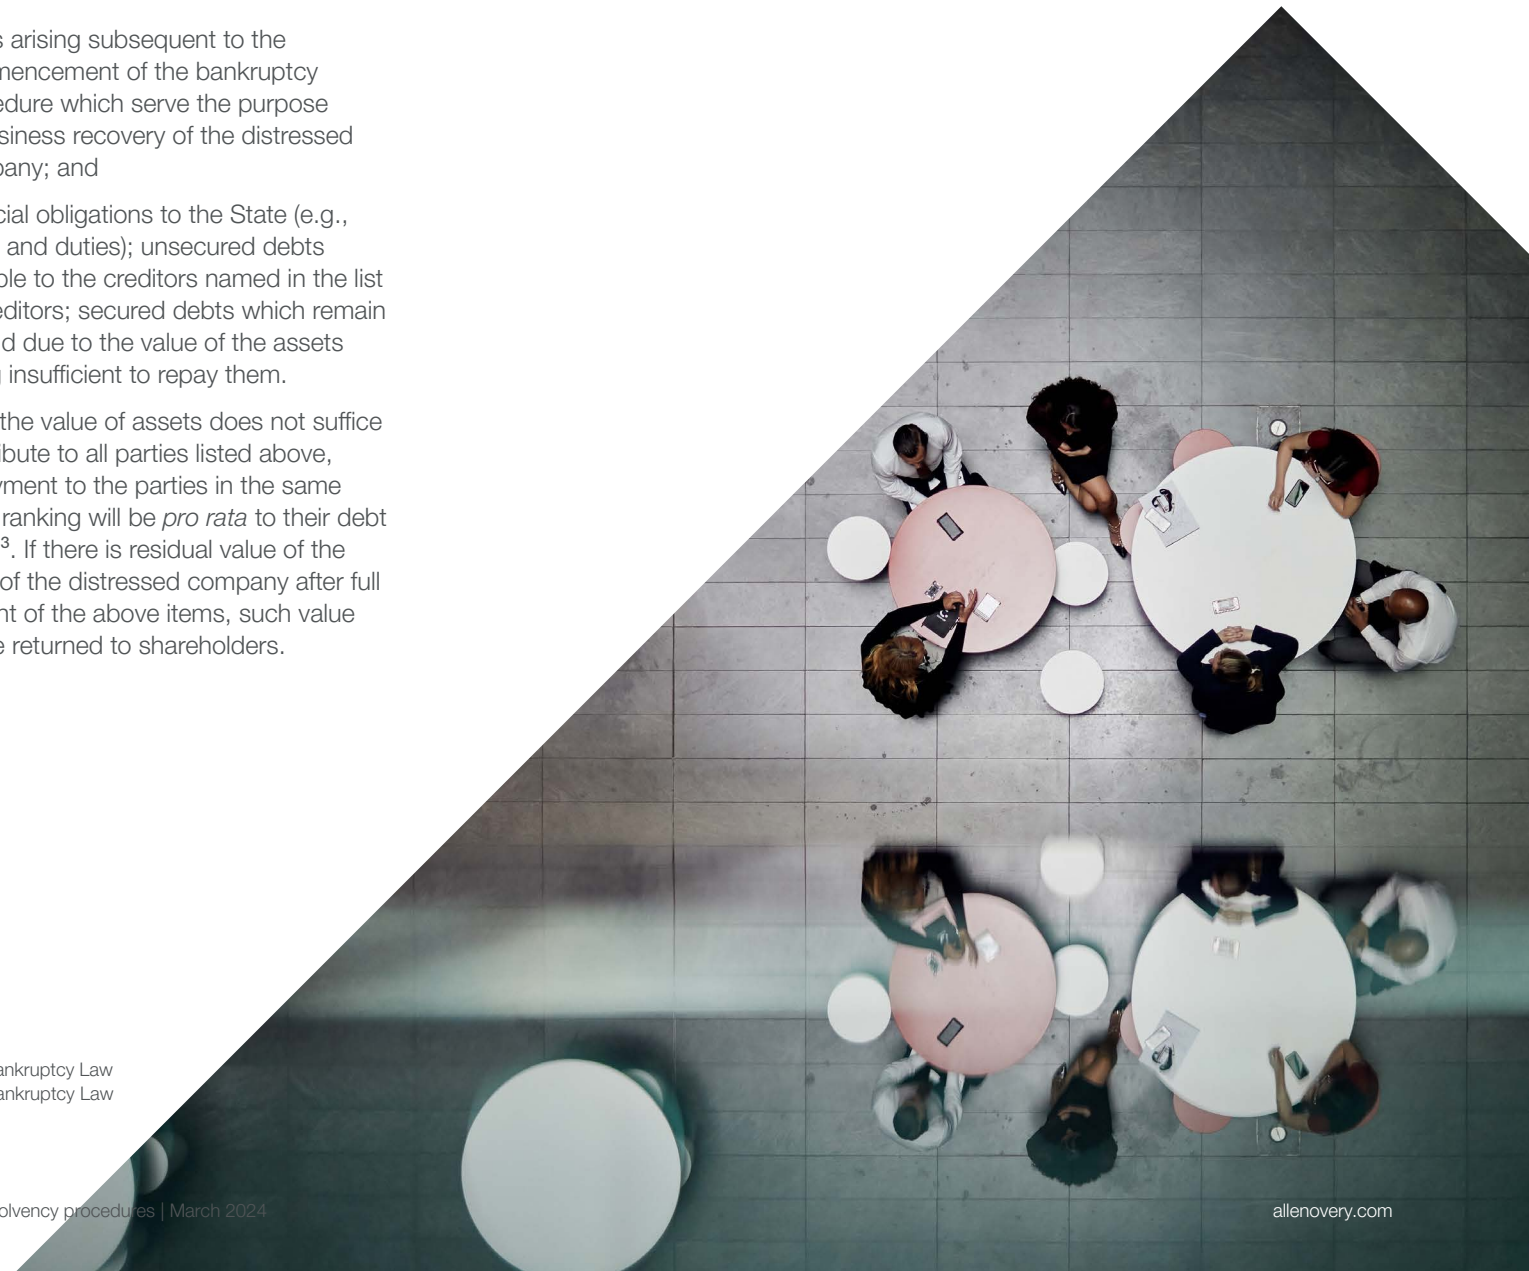 s arising subsequent to the
mencement of the bankruptcy
edure which serve the purpose
siness recovery of the distressed
pany; and
cial obligations to the State (e.g.,
and duties); unsecured debts
ble to the creditors named in the list
editors; secured debts which remain
d due to the value of the assets
g insufficient to repay them.
the value of assets does not suffice
ibute to all parties listed above,
yment to the parties in the same
ranking will be pro rata to their debt
³. If there is residual value of the
of the distressed company after full
nt of the above items, such value
e returned to shareholders.
ankruptcy Law
ankruptcy Law
olvency procedures | March 2024
allenovery.com